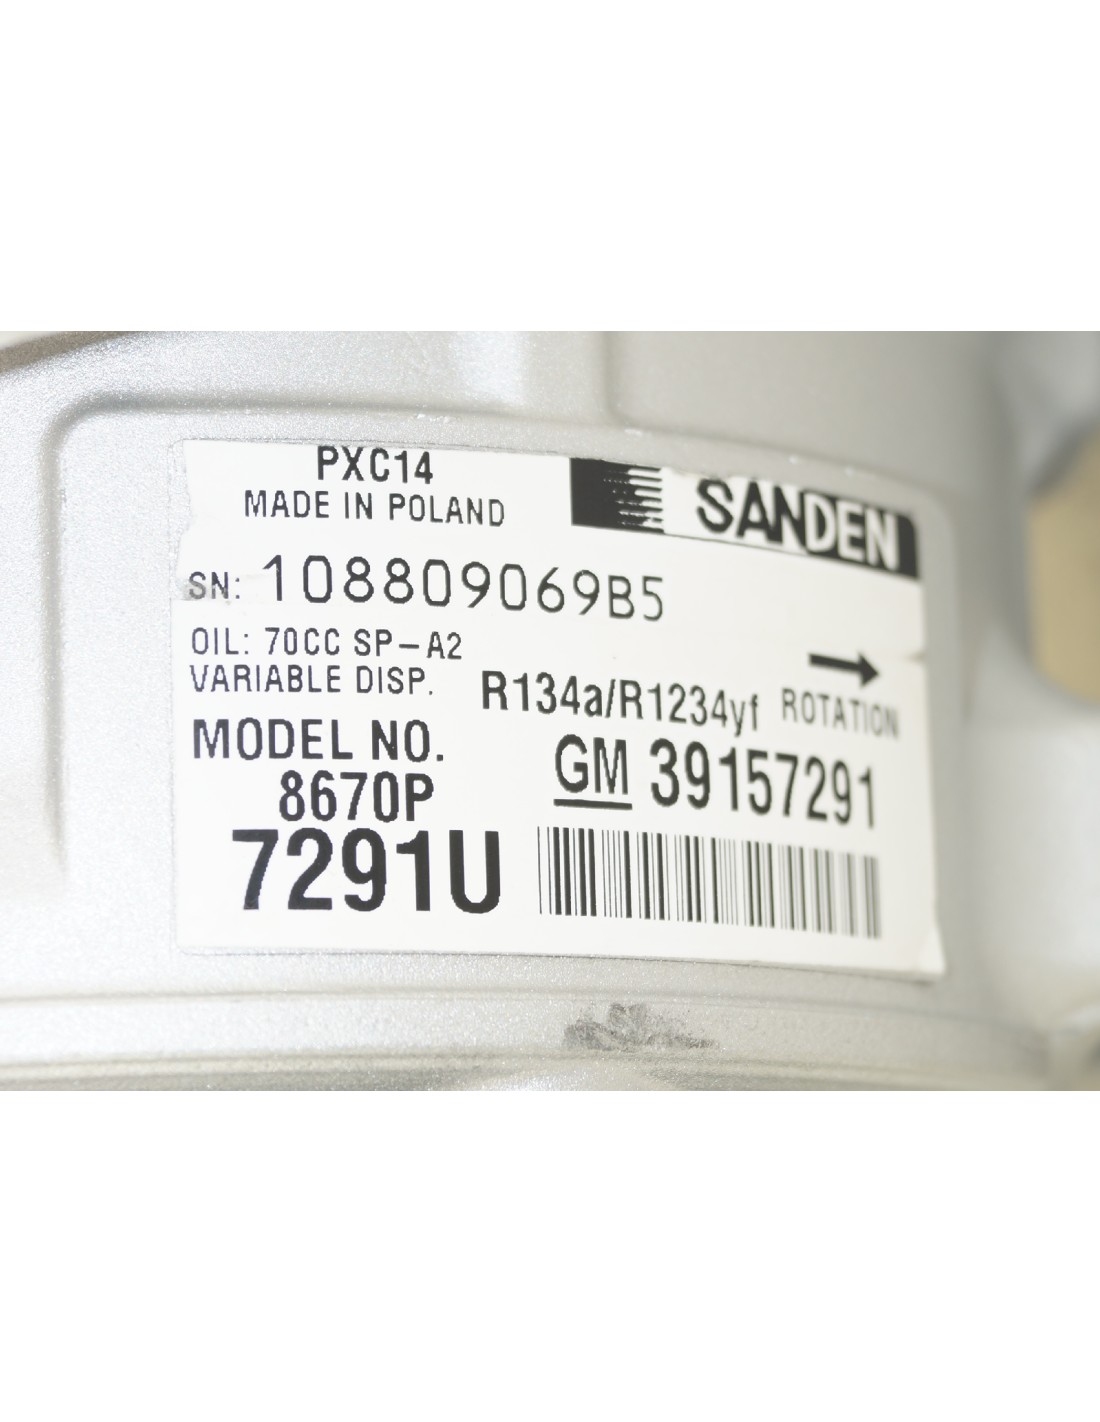 PXC14
MADE IN POLAND
SANDEN
SN: 108809069B5
OIL: 70CC SP-A2
VARIABLE DISP.
R134a/R1234yf
ROTATION
MODEL NO.
8670P
GM 39157291
7291U